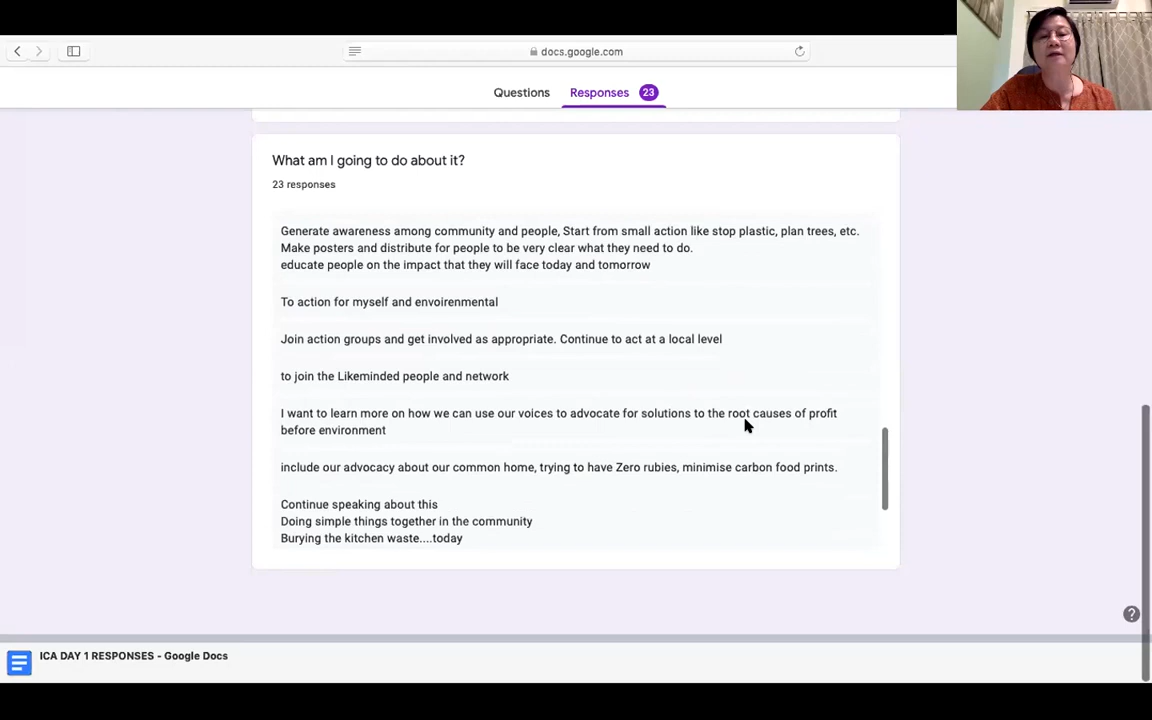 docs.google.com
Questions
Responses 23
What am I going to do about it?
23 responses
Generate awareness among community and people, Start from small action like stop plastic, plan trees, etc.
Make posters and distribute for people to be very clear what they need to do.
educate people on the impact that they will face today and tomorrow
To action for myself and envoirenmental
Join action groups and get involved as appropriate. Continue to act at a local level
to join the Likeminded people and network
I want to learn more on how we can use our voices to advocate for solutions to the root causes of profit
before environment
include our advocacy about our common home, trying to have Zero rubies, minimise carbon food prints.
Continue speaking about this
Doing simple things together in the community
Burying the kitchen waste....today
ICA DAY 1 RESPONSES - Google Docs